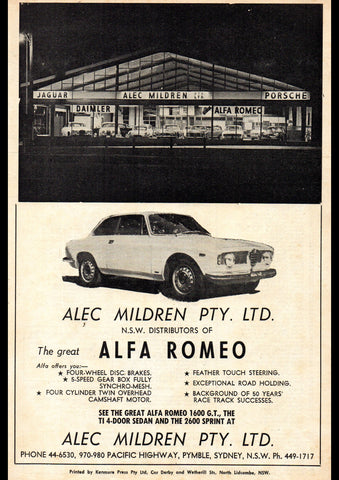 JAGUAR
ALEC MILDREN PTY LTD
PORSCHE
DAIMLER
ALFA ROMEO
ALEC MILDREN PTY. LTD.
N.S.W. DISTRIBUTORS OF
The great ALFA ROMEO
Alfa offers you:—
★ FOUR-WHEEL DISC BRAKES.
★ 5-SPEED GEAR BOX FULLY
SYNCHRO-MESH.
★ FOUR CYLINDER TWIN OVERHEAD
CAMSHAFT MOTOR.
★ FEATHER TOUCH STEERING.
★ EXCEPTIONAL ROAD HOLDING.
★ BACKGROUND OF 50 YEARS'
RACE TRACK SUCCESSES.
SEE THE GREAT ALFA ROMEO 1600 G.T., THE
TI 4-DOOR SEDAN AND THE 2600 SPRINT AT
ALEC MILDREN PTY. LTD.
PHONE 44-6530, 970-980 PACIFIC HIGHWAY, PYMBLE, SYDNEY, N.S.W. Ph. 449-1717
Printed by Kenmure Press Pty Ltd, Cnr Derby and Wetherill Sts, North Lidcombe, NSW.